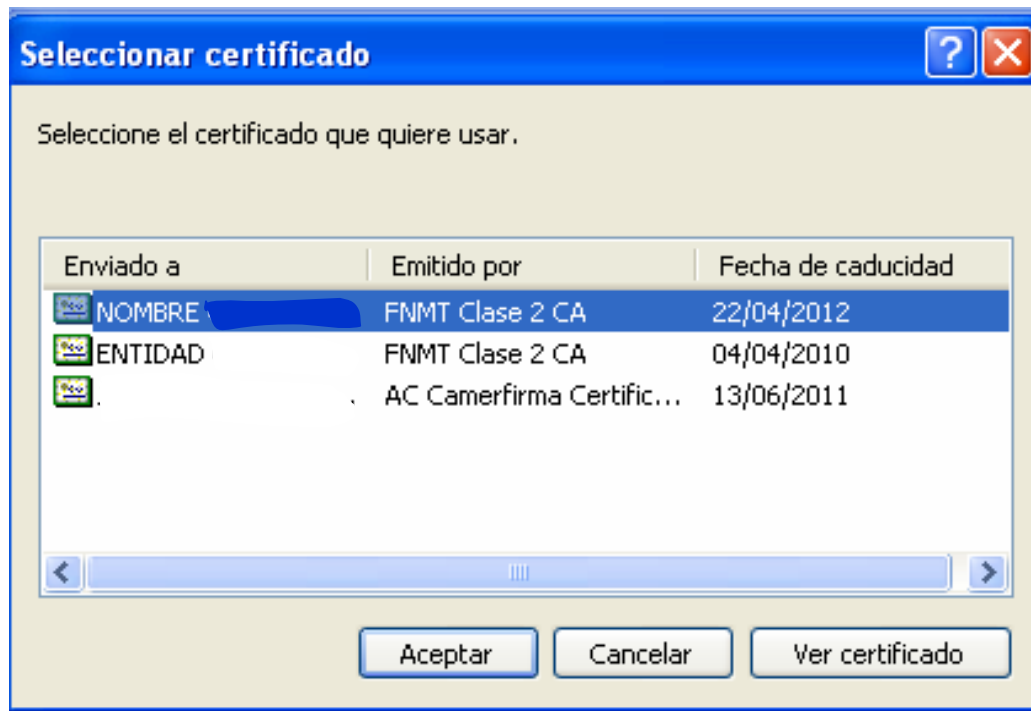 Seleccionar certificado
Seleccione el certificado que quiere usar.
Enviado a Emitido por Fecha de caducidad
NOMBRE FNMT Clase 2 CA 22/04/2012
ENTIDAD FNMT Clase 2 CA 04/04/2010
. . AC Camerfirma Certific... 13/06/2011
Aceptar Cancelar Ver certificado